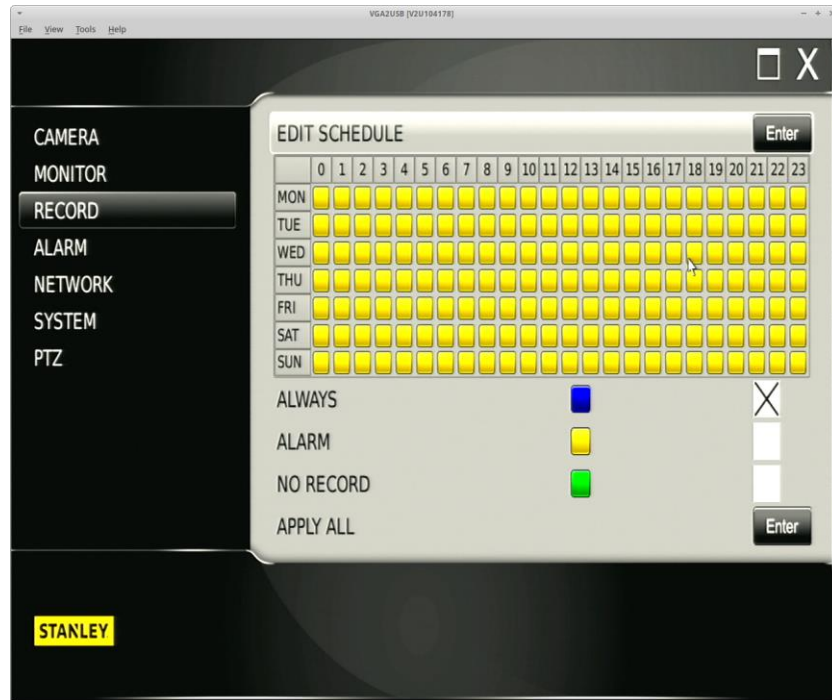 VGA2USB [V2U104178]
File View Tools Help
X
CAMERA
MONITOR
RECORD
ALARM
NETWORK
SYSTEM
PTZ
EDIT SCHEDULE Enter
0 1 2 3 4 5 6 7 8 9 10 11 12 13 14 15 16 17 18 19 20 21 22 23
MON
TUE
WED
THU
FRI
SAT
SUN
ALWAYS
ALARM
NO RECORD
APPLY ALL Enter
STANLEY